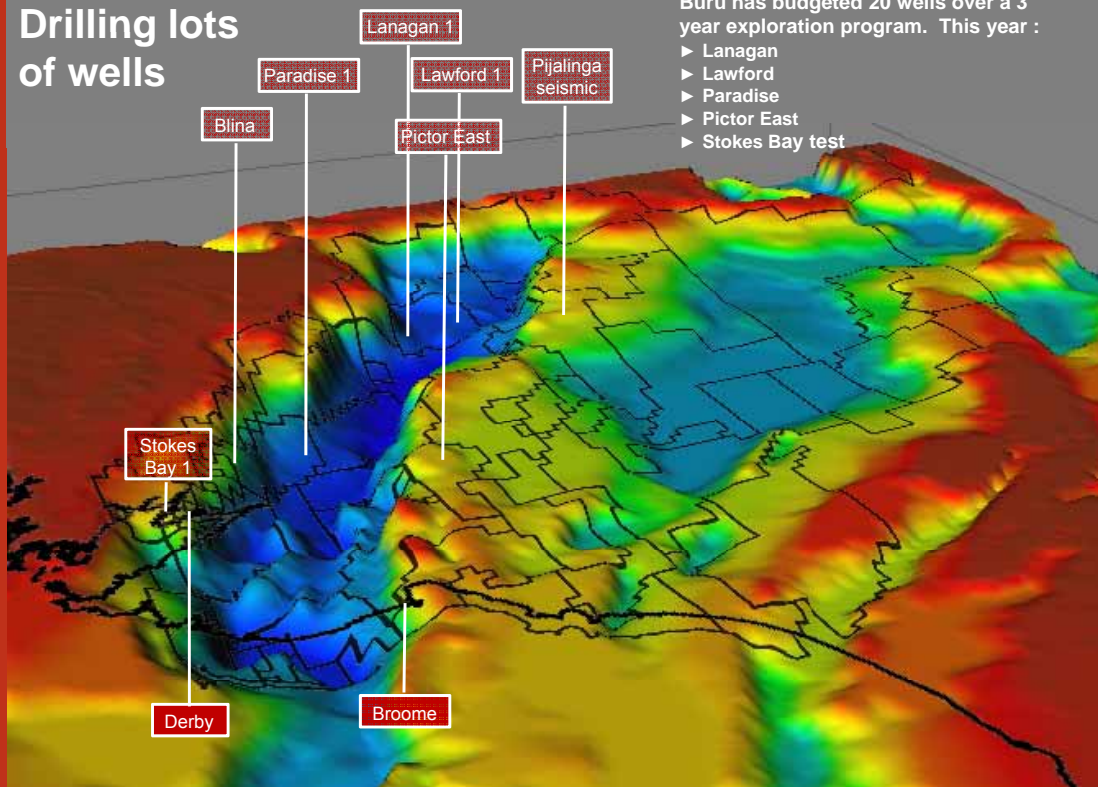 Drilling lots
of wells
Buru has budgeted 20 wells over a 3
year exploration program. This year :
► Lanagan
► Lawford
► Paradise
► Pictor East
► Stokes Bay test
Lanagan 1
Paradise 1
Lawford 1
Pijalinga
seismic
Blina
Pictor East
Stokes
Bay 1
Derby
Broome